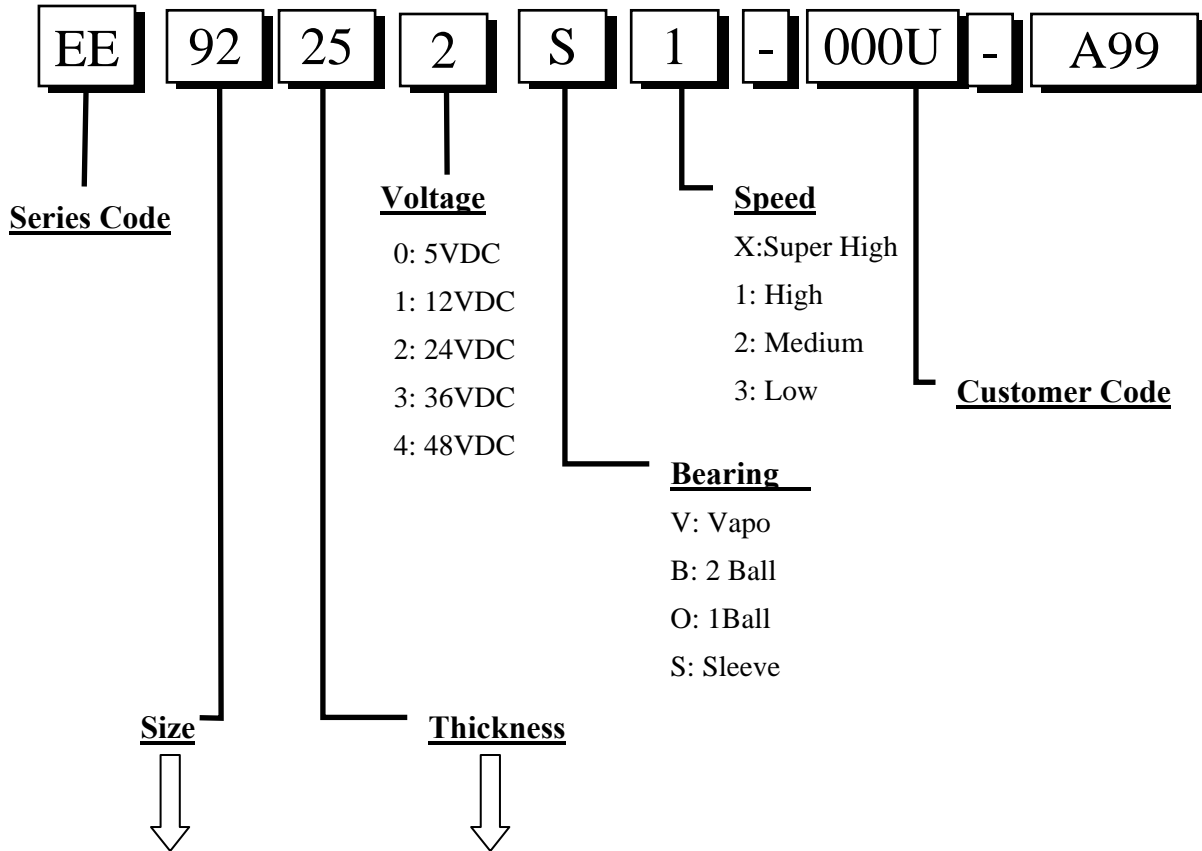 EE 92 25 2 S 1 - 000U - A99
Series Code
Voltage
0: 5VDC
1: 12VDC
2: 24VDC
3: 36VDC
4: 48VDC
Speed
X:Super High
1: High
2: Medium
3: Low
Customer Code
Bearing
V: Vapo
B: 2 Ball
O: 1Ball
S: Sleeve
Size
Thickness